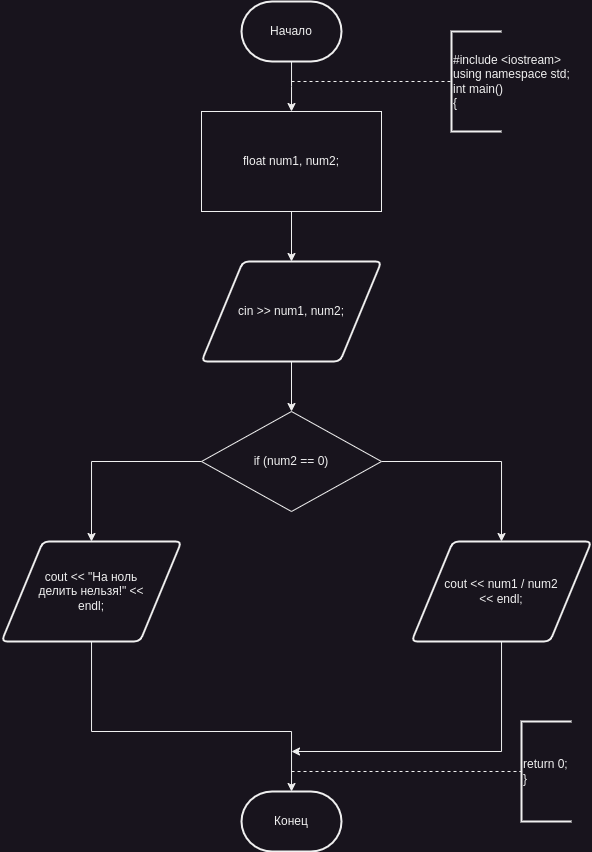 Начало
#include <iostream>
using namespace std;
int main()
{
float num1, num2;
cin >> num1, num2;
if (num2 == 0)
cout << "На ноль
делить нельзя!" <<
endl;
cout << num1 / num2
<< endl;
return 0;
}
Конец